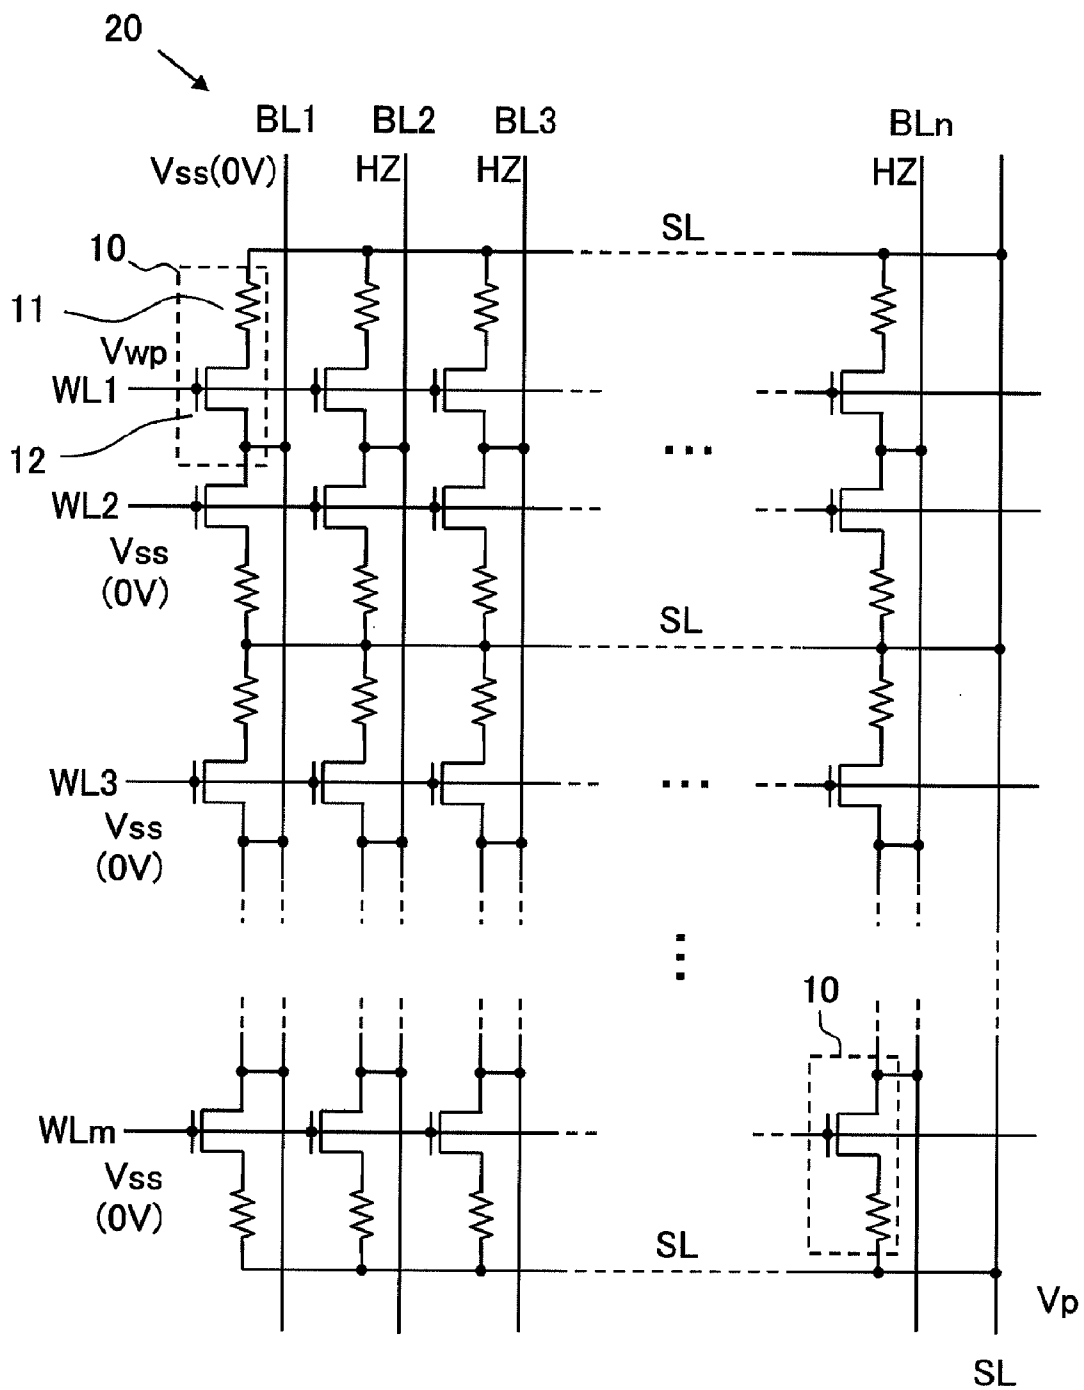 20
BL1 BL2 BL3 BLn
Vss(0V) HZ HZ HZ
SL
10
11
Vwp
WL1
12
WL2
Vss
(0V)
SL
WL3
Vss
(0V)
10
WLm
Vss
(0V)
SL
Vp
SL